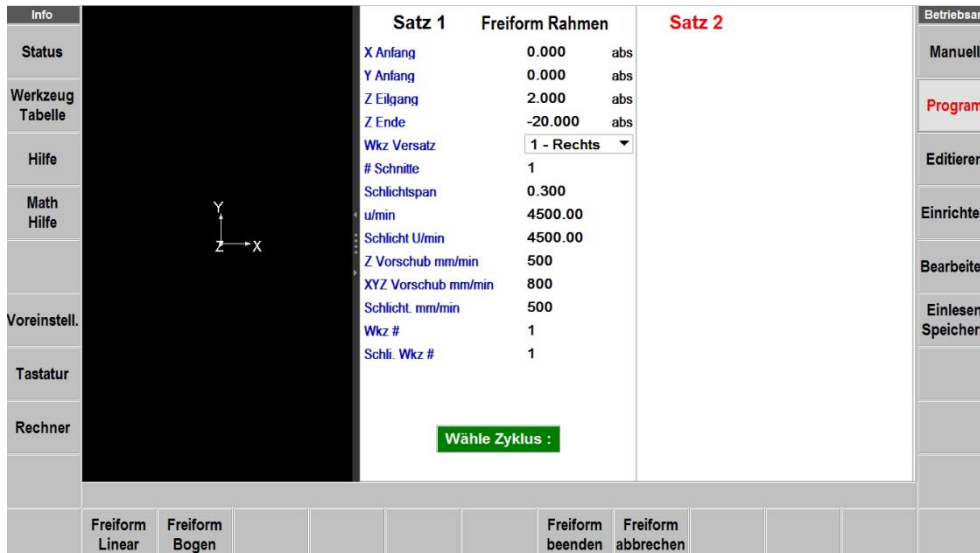 Info
Status
Werkzeug
Tabelle
Hilfe
Math
Hilfe
Voreinstell.
Tastatur
Rechner
Y
Z
X
Satz 1 Freiform Rahmen
X Anfang 0.000 abs
Y Anfang 0.000 abs
Z Eilgang 2.000 abs
Z Ende -20.000 abs
Wkz Versatz 1 - Rechts
# Schnitte 1
Schlichtspan 0.300
u/min 4500.00
Schlicht U/min 4500.00
Z Vorschub mm/min 500
XYZ Vorschub mm/min 800
Schlicht. mm/min 500
Wkz # 1
Schli. Wkz # 1
Wähle Zyklus :
Satz 2
Betriebsar
Manuell
Program
Editieren
Einrichte
Bearbeite
Einlesen
Speicher
Freiform
Linear
Freiform
Bogen
Freiform
beenden
Freiform
abbrechen